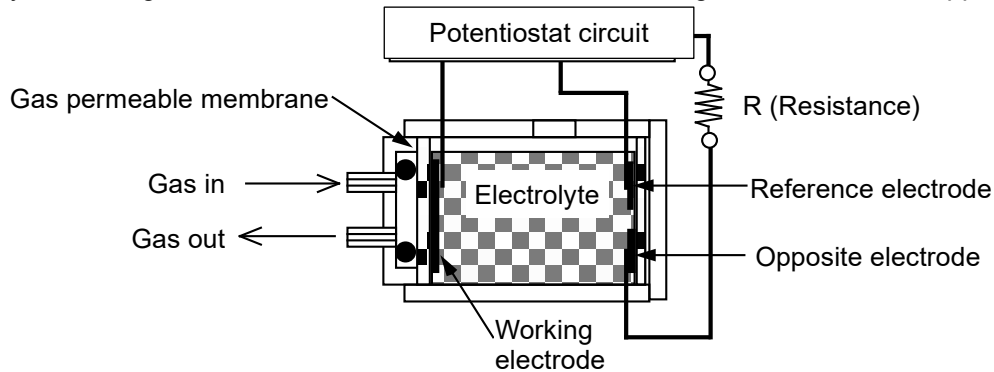 Potentiostat circuit
Gas permeable membrane
R (Resistance)
Gas in
Electrolyte
Reference electrode
Gas out
Opposite electrode
Working
electrode